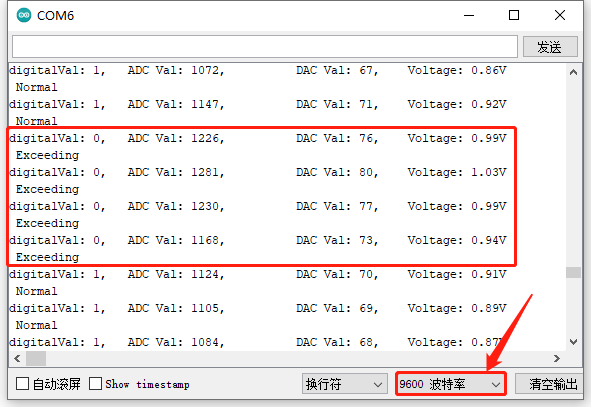 COM6
发送
digitalVal: 1, ADC Val: 1072, DAC Val: 67, Voltage: 0.86V
Normal
digitalVal: 1, ADC Val: 1147, DAC Val: 71, Voltage: 0.92V
Normal
digitalVal: 0, ADC Val: 1226, DAC Val: 76, Voltage: 0.99V
Exceeding
digitalVal: 0, ADC Val: 1281, DAC Val: 80, Voltage: 1.03V
Exceeding
digitalVal: 0, ADC Val: 1230, DAC Val: 77, Voltage: 0.99V
Exceeding
digitalVal: 0, ADC Val: 1168, DAC Val: 73, Voltage: 0.94V
Exceeding
digitalVal: 1, ADC Val: 1124, DAC Val: 70, Voltage: 0.91V
Normal
digitalVal: 1, ADC Val: 1105, DAC Val: 69, Voltage: 0.89V
Normal
digitalVal: 1, ADC Val: 1084, DAC Val: 68, Voltage: 0.87V
自动滚屏 Show timestamp 换行符 9600 波特率 清空输出